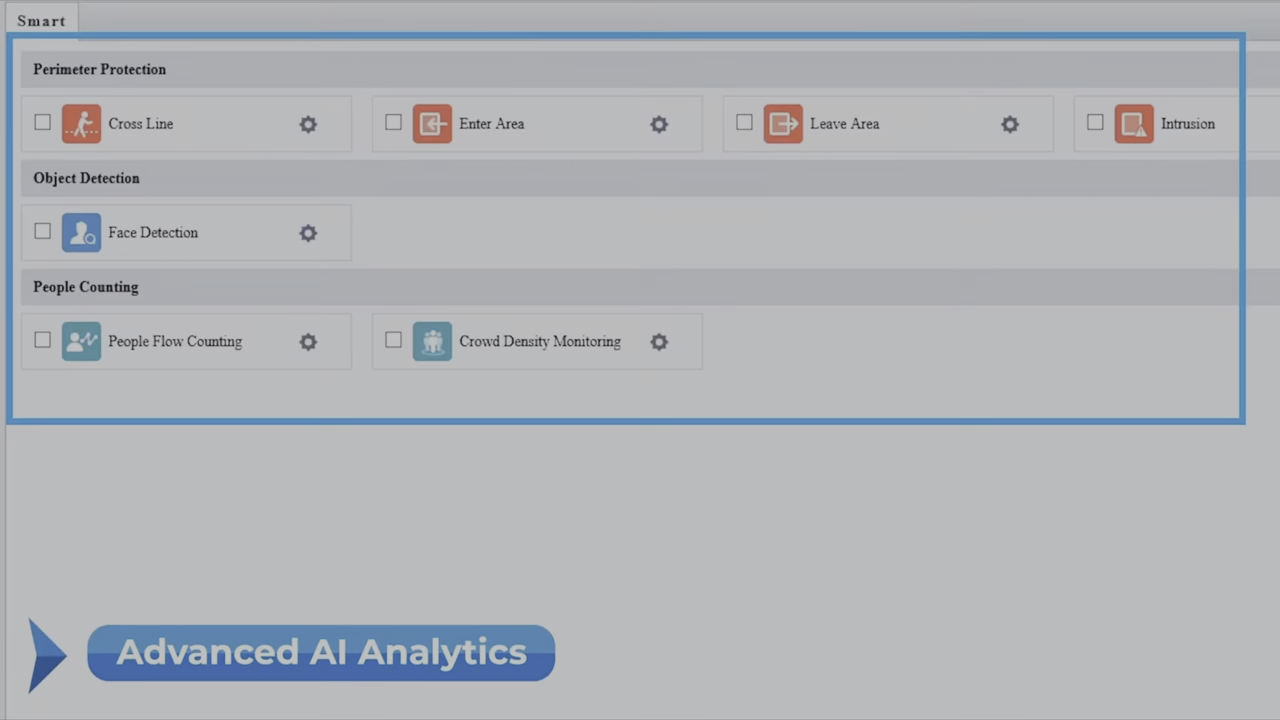 Smart
Perimeter Protection
Cross Line Enter Area Leave Area Intrusion
Object Detection
Face Detection
People Counting
People Flow Counting Crowd Density Monitoring
Advanced AI Analytics